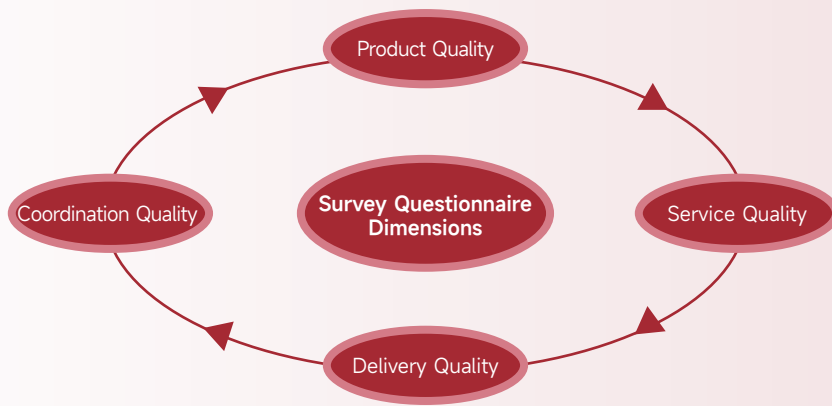 Product Quality
Coordination Quality
Survey Questionnaire
Dimensions
Service Quality
Delivery Quality